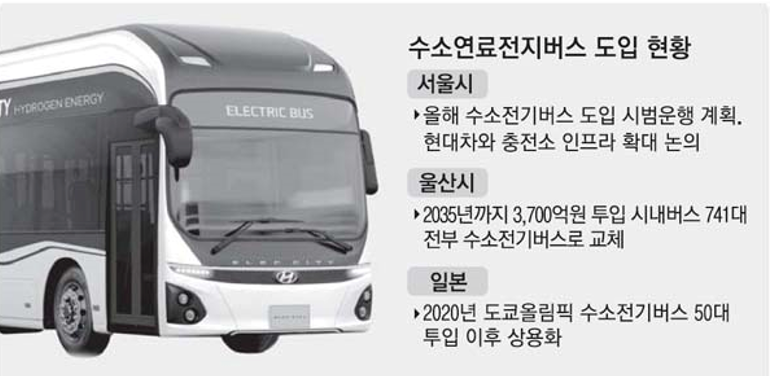 수소연료전지버스 도입 현황
서울시
▸올해 수소전기버스 도입 시범운행 계획.
현대차와 충전소 인프라 확대 논의
울산시
▸2035년까지 3,700억원 투입 시내버스 741대
전부 수소전기버스로 교체
일본
▸2020년 도쿄올림픽 수소전기버스 50대
투입 이후 상용화
TY HYDROGEN ENERGY
ELECTRIC BUS
ELEC CITY
ELEC CITY